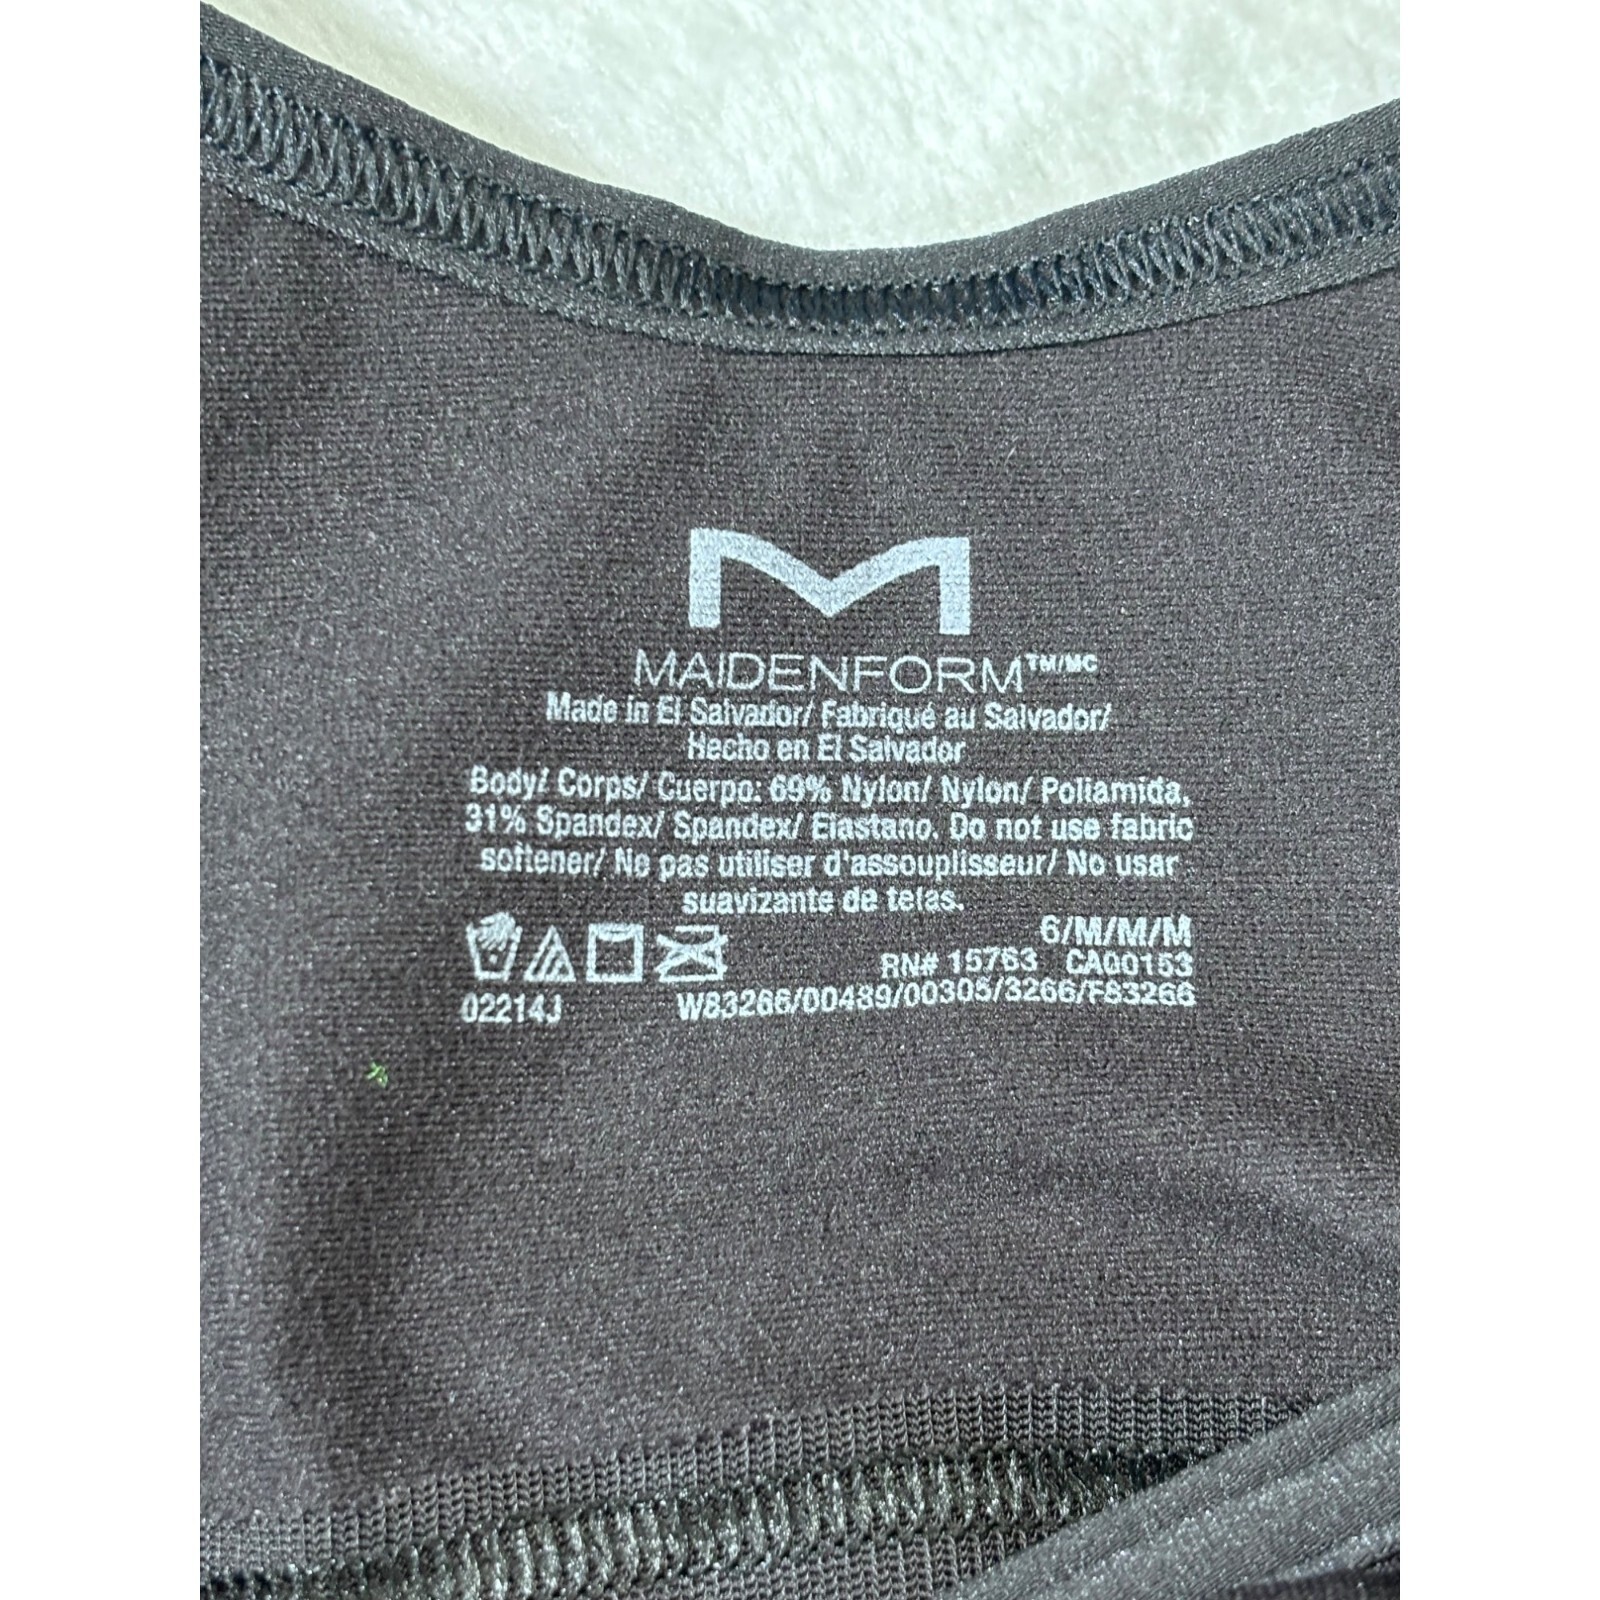 M
MAIDENFORM™/MC
Made in El Salvador/ Fabriqué au Salvador/
Hecho en El Salvador
Body/ Corps/ Cuerpo: 69% Nylon/ Nylon/ Poliamida,
31% Spandex/ Spandex/ Elastano. Do not use fabric
softener/ Ne pas utiliser d'assouplisseur/ No usar
suavizante de telas.
6/M/M/M
RN# 15763 CA00153
02214J W83266/00489/00305/3266/F83266